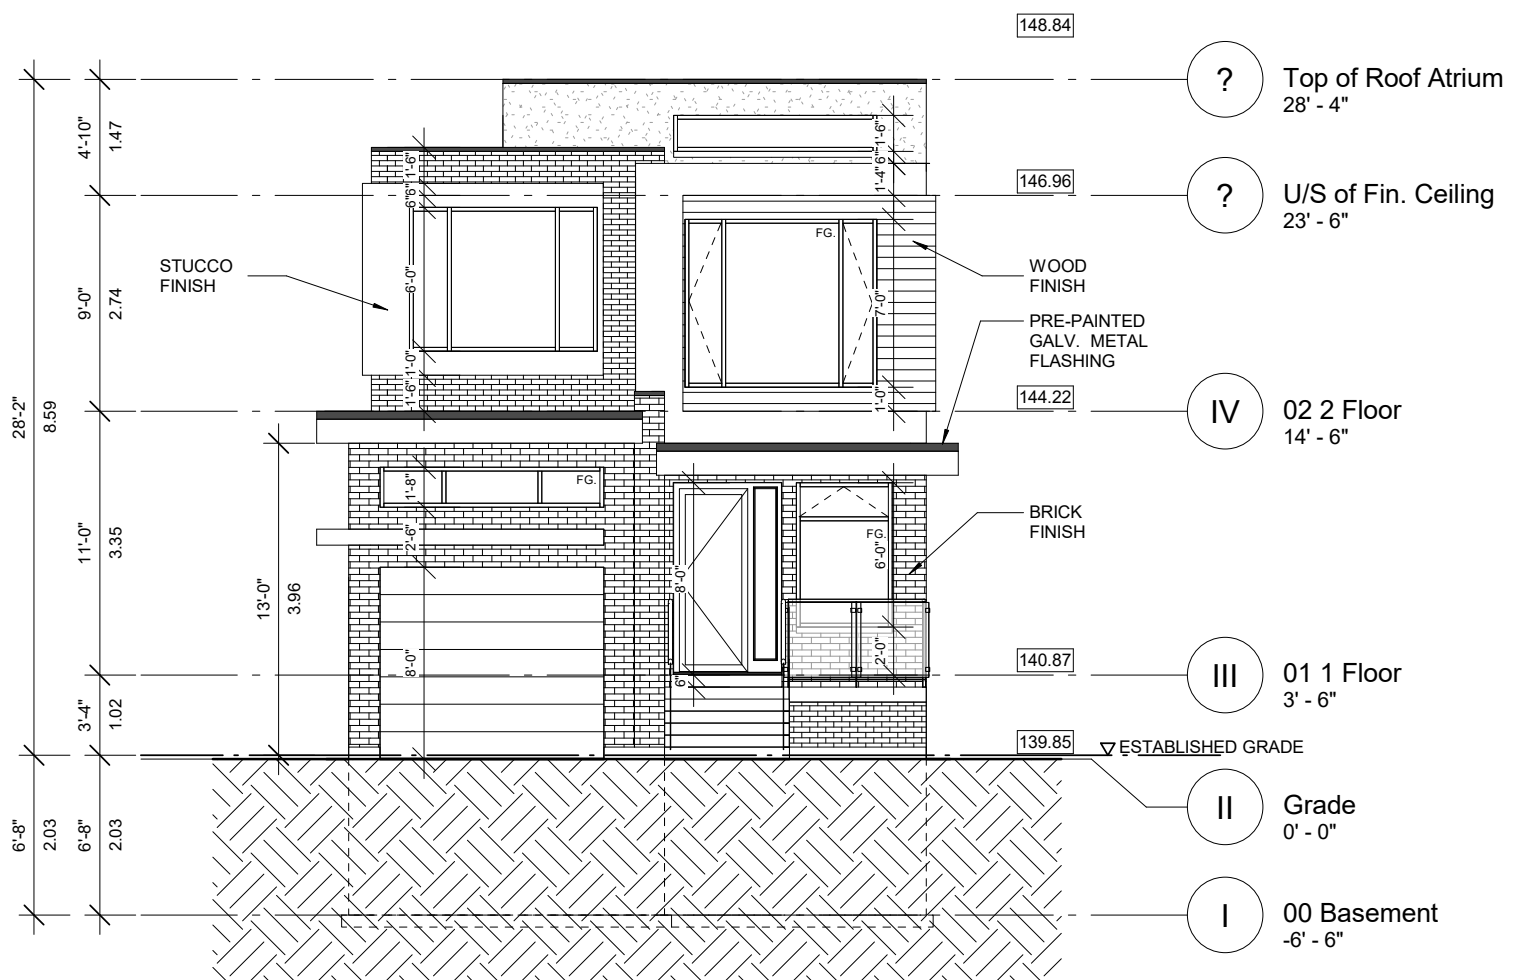 148.84
?
Top of Roof Atrium
28' - 4"
4'-10"
1.47
1'-6"
6"
1'-4"
1'-6"
6"
6"
146.96
?
U/S of Fin. Ceiling
23' - 6"
FG.
STUCCO
FINISH
WOOD
FINISH
9'-0"
2.74
6'-0"
7'-0"
PRE-PAINTED
GALV. METAL
FLASHING
1'-0"
1'-6"
1'-0"
144.22
IV
02 2 Floor
14' - 6"
28'-2"
8.59
FG.
1'-8"
BRICK
FINISH
11'-0"
3.35
2'-6"
FG.
6'-0"
13'-0"
3.96
8'-0"
8'-0"
2'-0"
6"
140.87
III
01 1 Floor
3' - 6"
3'-4"
1.02
139.85
ESTABLISHED GRADE
II
Grade
0' - 0"
6'-8"
2.03
6'-8"
2.03
I
00 Basement
-6' - 6"